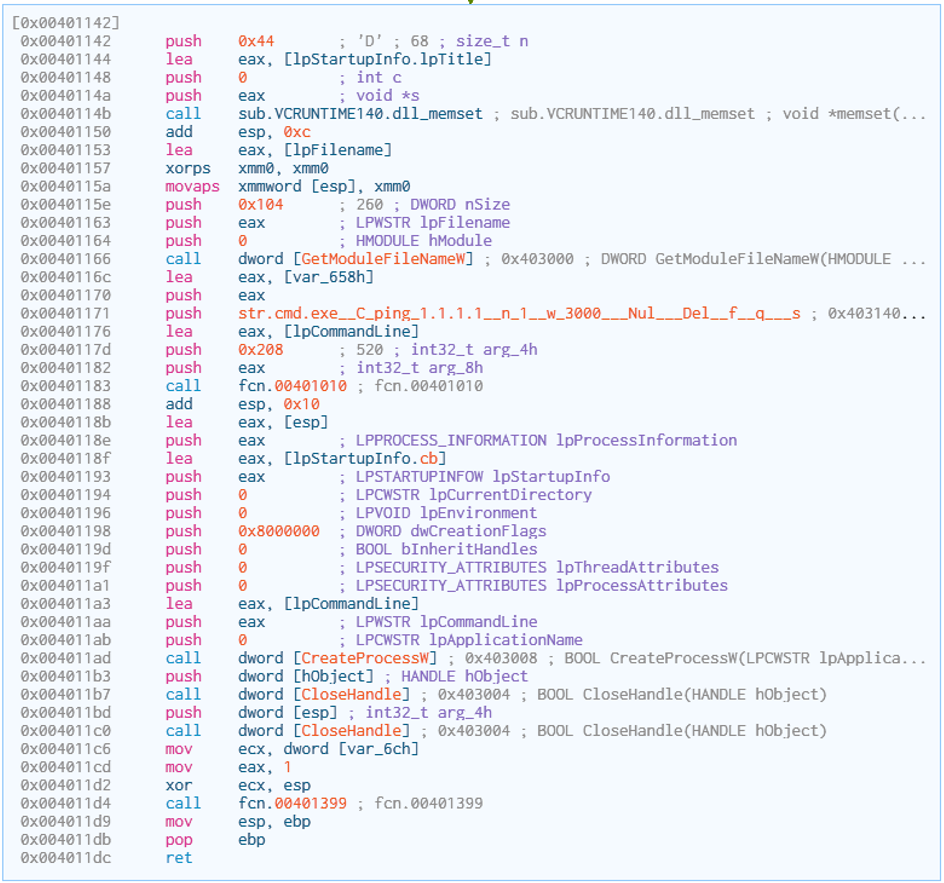 [0x00401142]
0x00401142 push 0x44 ; 'D' ; 68 ; size_t n
0x00401144 lea eax, [lpStartupInfo.lpTitle]
0x00401148 push 0 ; int c
0x0040114a push eax ; void *s
0x0040114b call sub.VCRUNTIME140.dll_memset ; sub.VCRUNTIME140.dll_memset ; void *memset(...
0x00401150 add esp, 0xc
0x00401153 lea eax, [lpFilename]
0x00401157 xorps xmm0, xmm0
0x0040115a movaps xmmword [esp], xmm0
0x0040115e push 0x104 ; 260 ; DWORD nSize
0x00401163 push eax ; LPWSTR lpFilename
0x00401164 push 0 ; HMODULE hModule
0x00401166 call dword [GetModuleFileNameW] ; 0x403000 ; DWORD GetModuleFileNameW(HMODULE ...
0x0040116c lea eax, [var_658h]
0x00401170 push eax
0x00401171 push str.cmd.exe__C_ping_1.1.1.1__n_1__w_3000___Nul___Del__f__q___s ; 0x403140...
0x00401176 lea eax, [lpCommandLine]
0x0040117d push 0x208 ; 520 ; int32_t arg_4h
0x00401182 push eax ; int32_t arg_8h
0x00401183 call fcn.00401010 ; fcn.00401010
0x00401188 add esp, 0x10
0x0040118b lea eax, [esp]
0x0040118e push eax ; LPPROCESS_INFORMATION lpProcessInformation
0x0040118f lea eax, [lpStartupInfo.cb]
0x00401193 push eax ; LPSTARTUPINFOW lpStartupInfo
0x00401194 push 0 ; LPCWSTR lpCurrentDirectory
0x00401196 push 0 ; LPVOID lpEnvironment
0x00401198 push 0x8000000 ; DWORD dwCreationFlags
0x0040119d push 0 ; BOOL bInheritHandles
0x0040119f push 0 ; LPSECURITY_ATTRIBUTES lpThreadAttributes
0x004011a1 push 0 ; LPSECURITY_ATTRIBUTES lpProcessAttributes
0x004011a3 lea eax, [lpCommandLine]
0x004011aa push eax ; LPWSTR lpCommandLine
0x004011ab push 0 ; LPCWSTR lpApplicationName
0x004011ad call dword [CreateProcessW] ; 0x403008 ; BOOL CreateProcessW(LPCWSTR lpApplica...
0x004011b3 push dword [hObject] ; HANDLE hObject
0x004011b7 call dword [CloseHandle] ; 0x403004 ; BOOL CloseHandle(HANDLE hObject)
0x004011bd push dword [esp] ; int32_t arg_4h
0x004011c0 call dword [CloseHandle] ; 0x403004 ; BOOL CloseHandle(HANDLE hObject)
0x004011c6 mov ecx, dword [var_6ch]
0x004011cd mov eax, 1
0x004011d2 xor ecx, esp
0x004011d4 call fcn.00401399 ; fcn.00401399
0x004011d9 mov esp, ebp
0x004011db pop ebp
0x004011dc ret